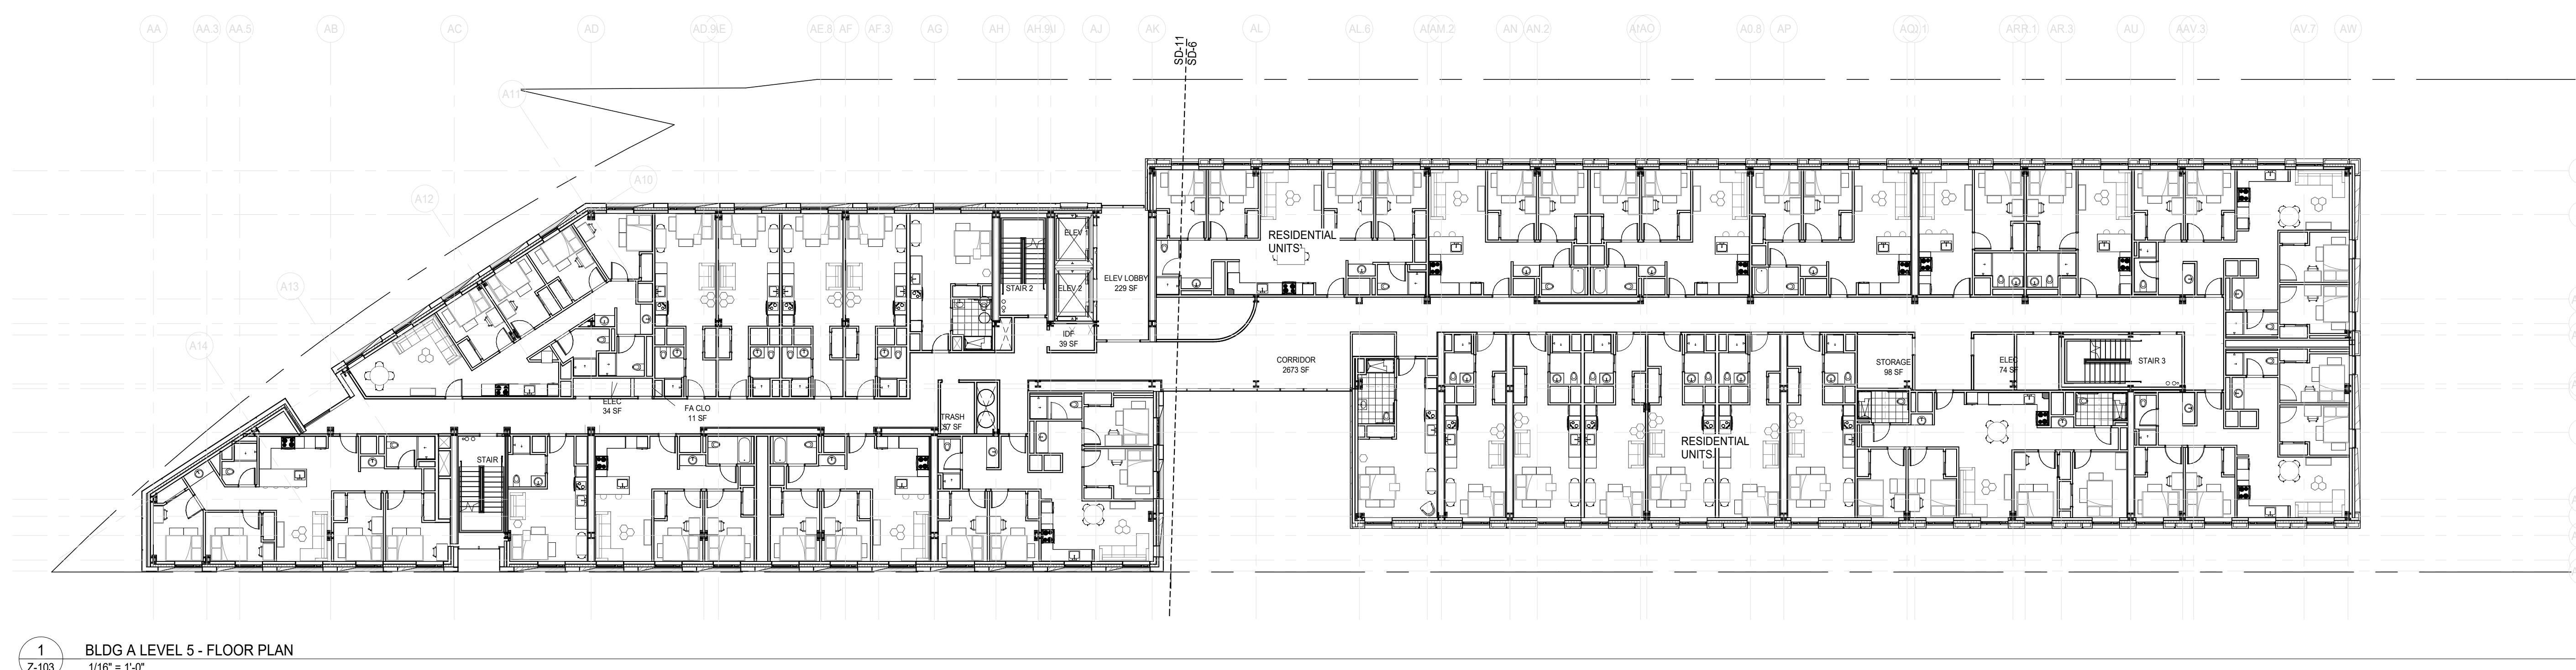 AA
AA.3
AA.5
AB
AC
AD
AE.8
AF
AF.3
AG
AH
AJ
AK
AL
AL.6
AN
AN.2
AP
AR.3
AU
AV.7
AW
SD-11
SD-6
A11
A10
A12
A13
A14
ELEV 1
ELEV 2
STAIR 2
ELEV LOBBY
229 SF
IDF
39 SF
RESIDENTIAL
UNITS
CORRIDOR
2673 SF
STORAGE
98 SF
ELEC
74 SF
STAIR 3
ELEC
34 SF
FA CLO
11 SF
TRASH
57 SF
STAIR
RESIDENTIAL
UNITS
1
Z-103
BLDG A LEVEL 5 - FLOOR PLAN
1/16" = 1'-0"